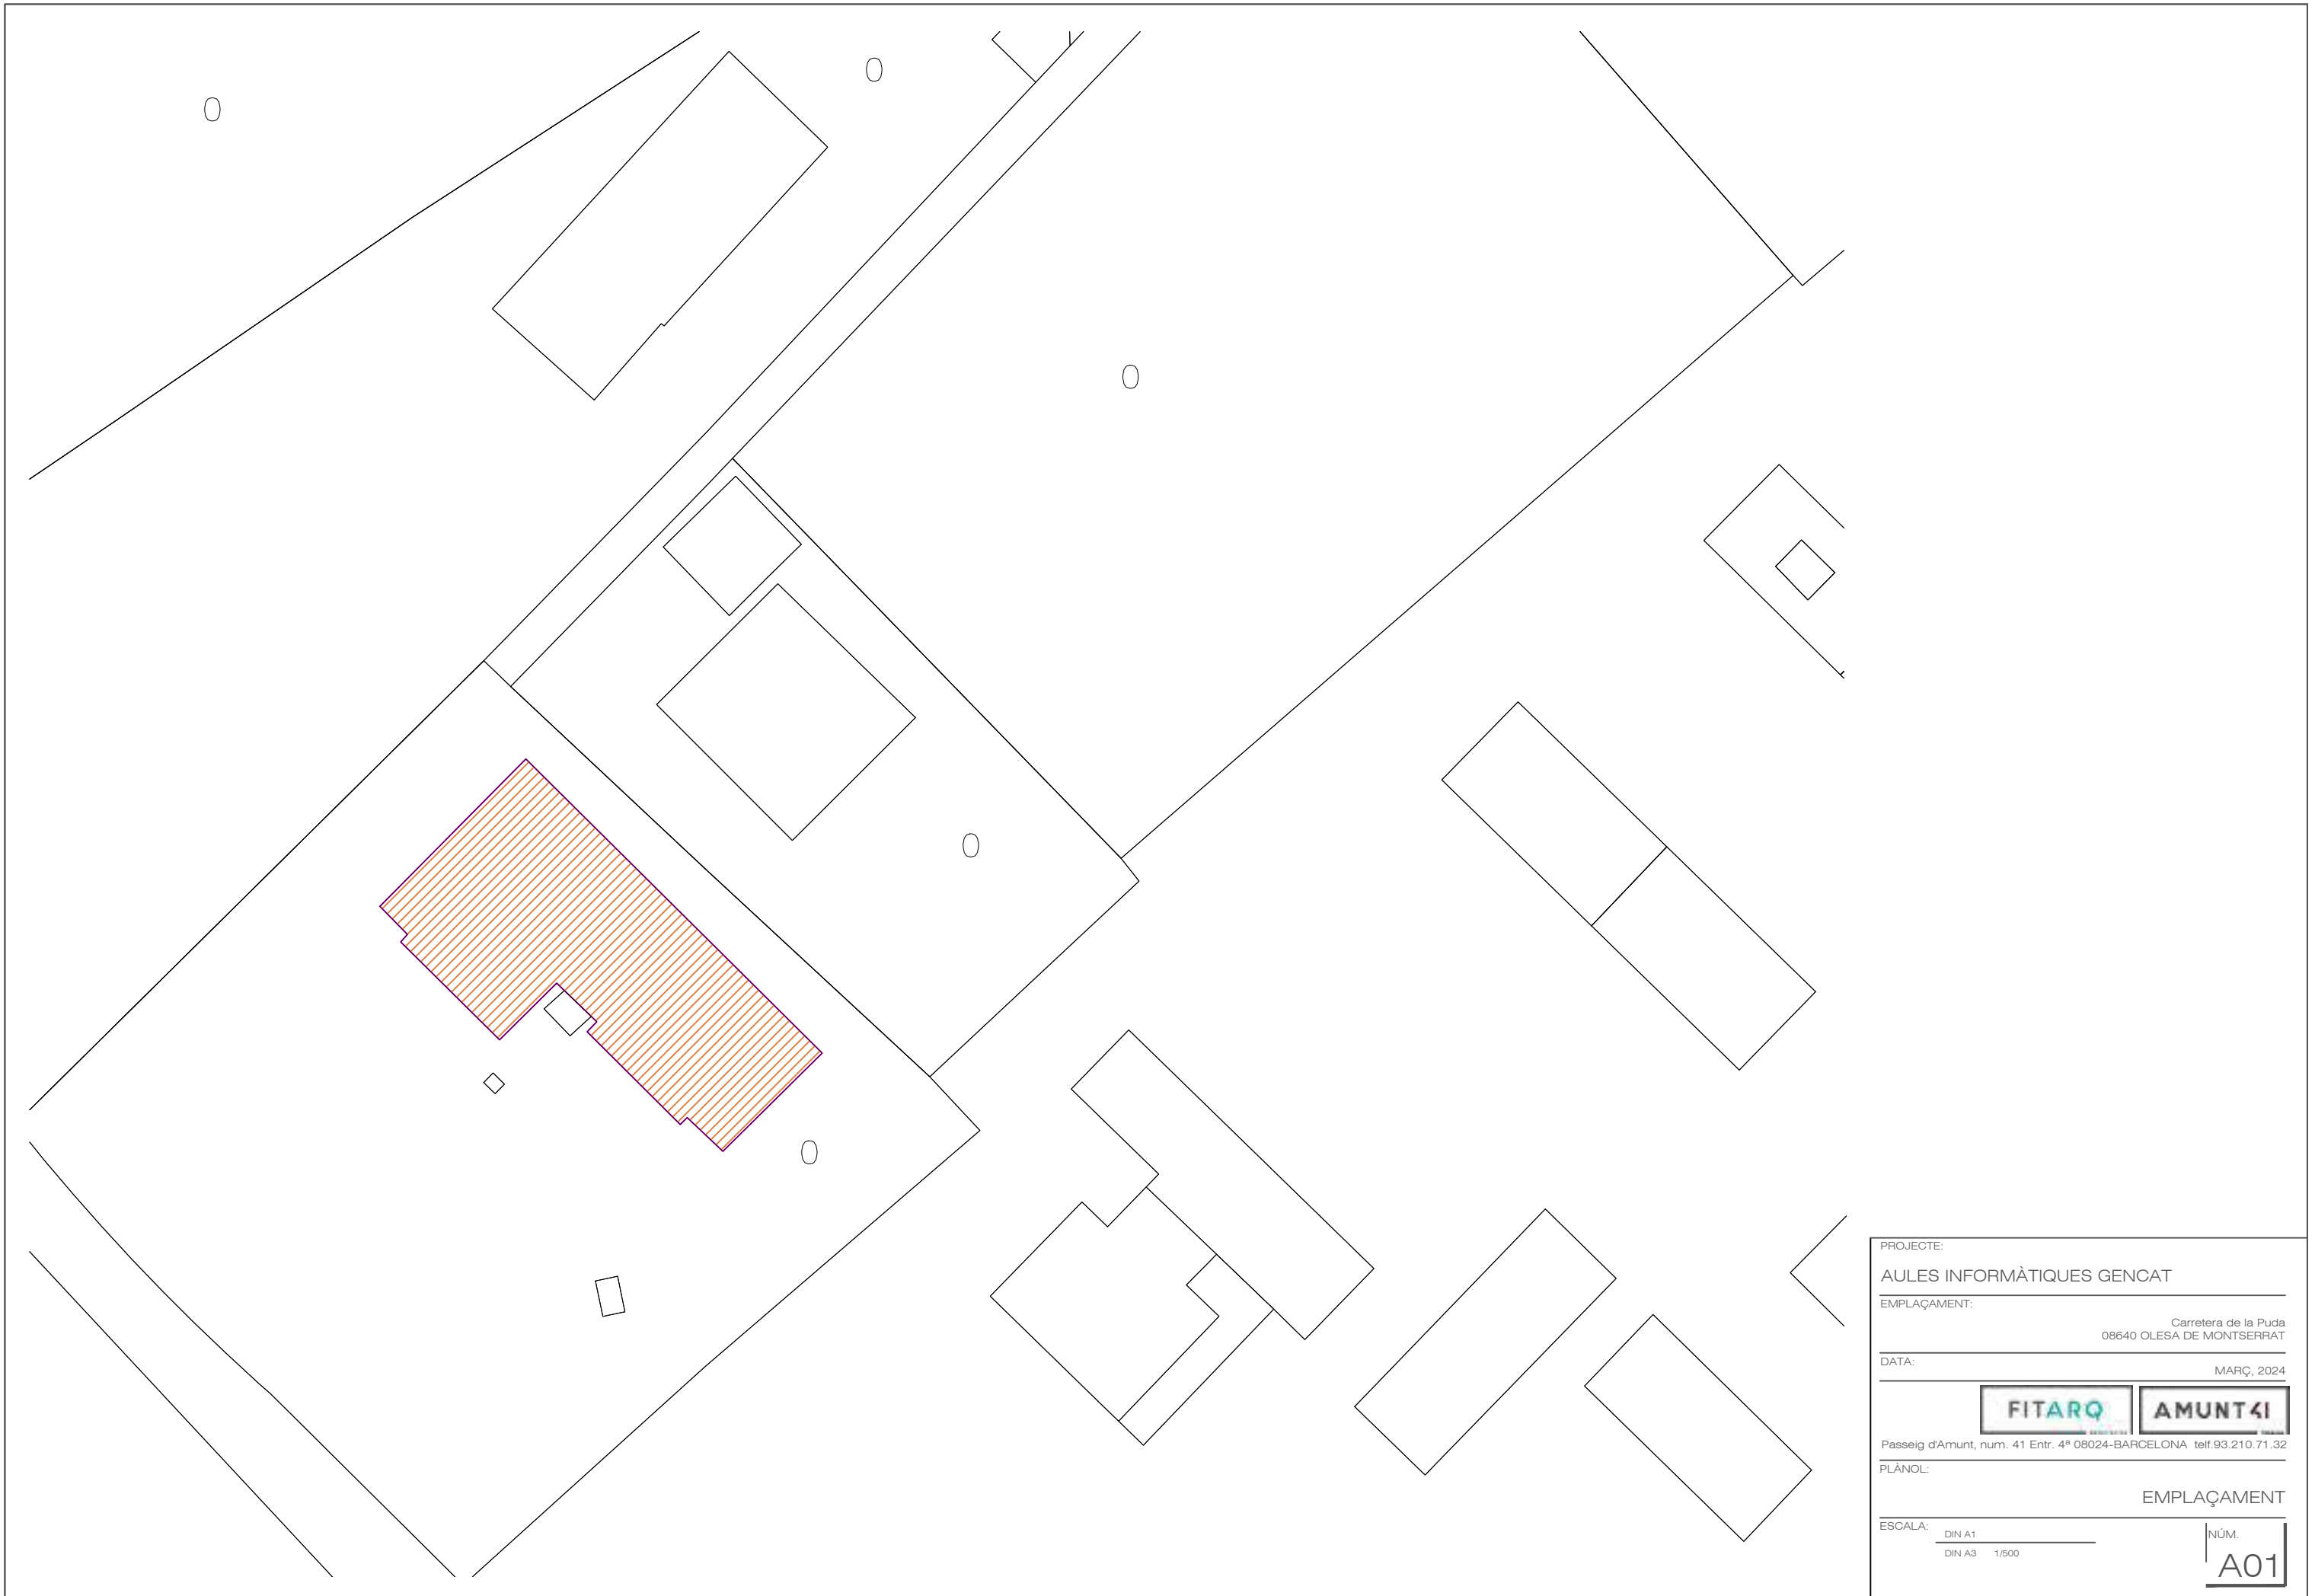 0
0
0
0
0
PROJECTE:
AULES INFORMÀTIQUES GENCAT
EMPLAÇAMENT:
Carretera de la Puda
08640 OLESA DE MONTSERRAT
DATA:
MARÇ, 2024
FITARQ
AMUNT41
Passeig d'Amunt, num. 41 Entr. 4ª 08024-BARCELONA telf.93.210.71.32
PLÀNOL:
EMPLAÇAMENT
ESCALA:
DIN A1
DIN A3 1/500
NÚM.
A01